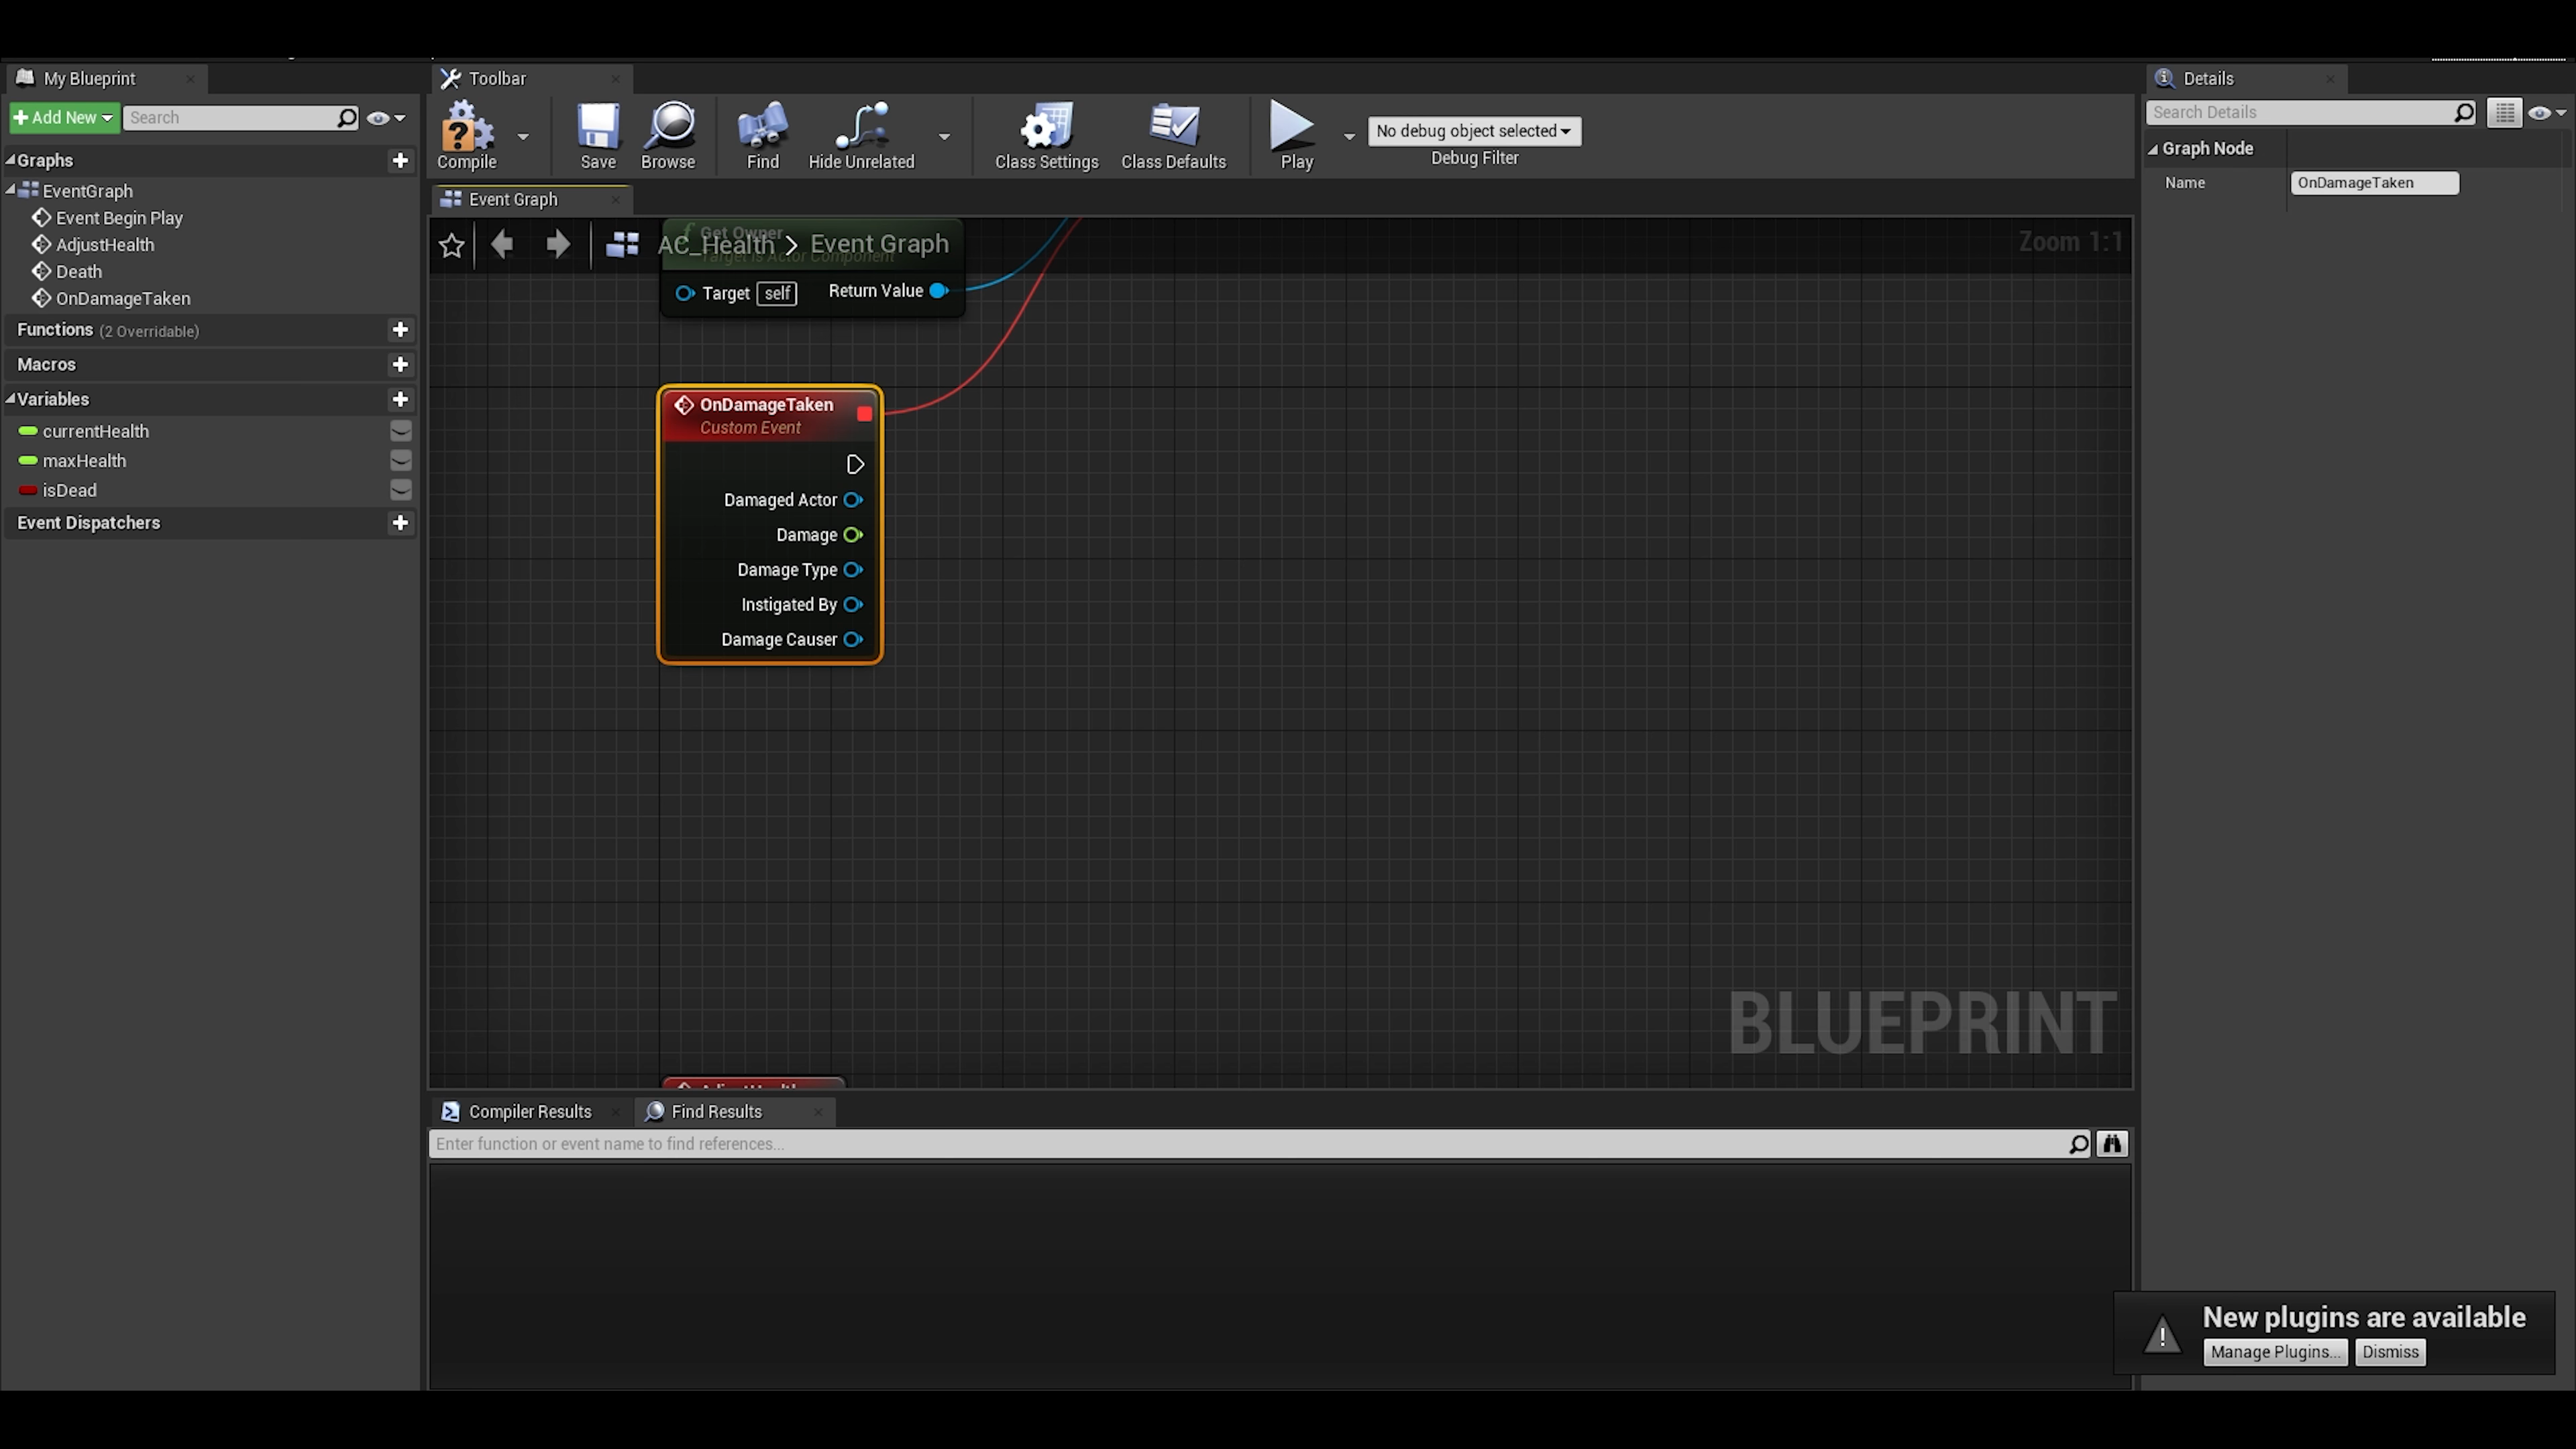 My Blueprint
Add New
Search
Graphs
EventGraph
Event Begin Play
AdjustHealth
Death
OnDamageTaken
Functions (2 Overridable)
Macros
Variables
currentHealth
maxHealth
isDead
Event Dispatchers
Toolbar
Compile
Save
Browse
Find
Hide Unrelated
Class Settings
Class Defaults
Play
No debug object selected
Debug Filter
Event Graph
AC_Health > Event Graph
Zoom 1:1
Get Owner
Target is Actor Component
Target self
Return Value
OnDamageTaken
Custom Event
Damaged Actor
Damage
Damage Type
Instigated By
Damage Causer
BLUEPRINT
AdjustHealth
Compiler Results
Find Results
Enter function or event name to find references...
Details
Search Details
Graph Node
Name
OnDamageTaken
New plugins are available
Manage Plugins...
Dismiss